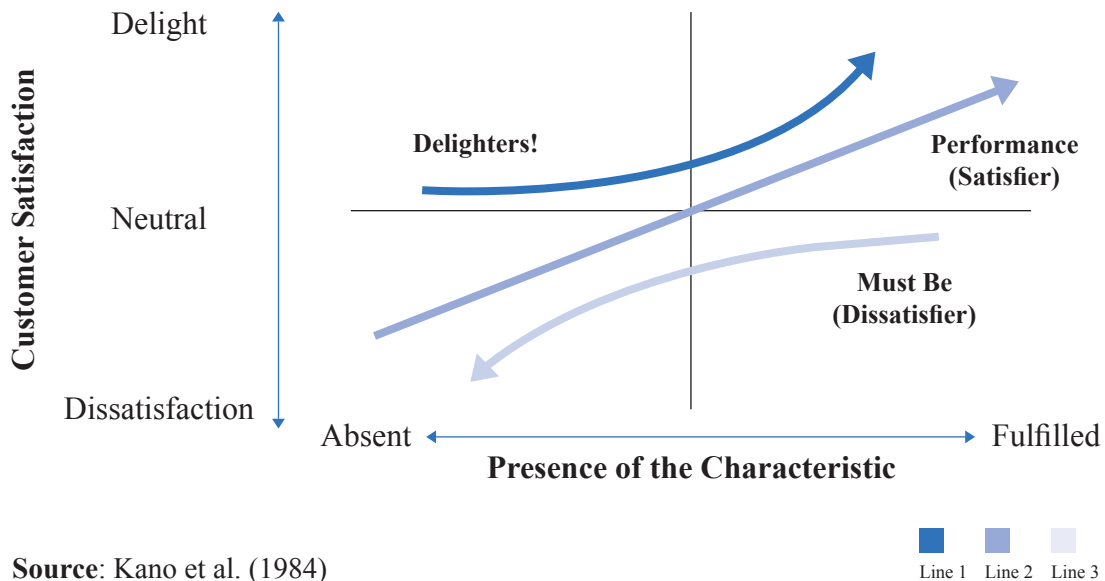 Delight
Customer Satisfaction
Delighters!
Performance
(Satisfier)
Neutral
Must Be
(Dissatisfier)
Dissatisfaction
Absent
Fulfilled
Presence of the Characteristic
Source: Kano et al. (1984)
Line 1
Line 2
Line 3